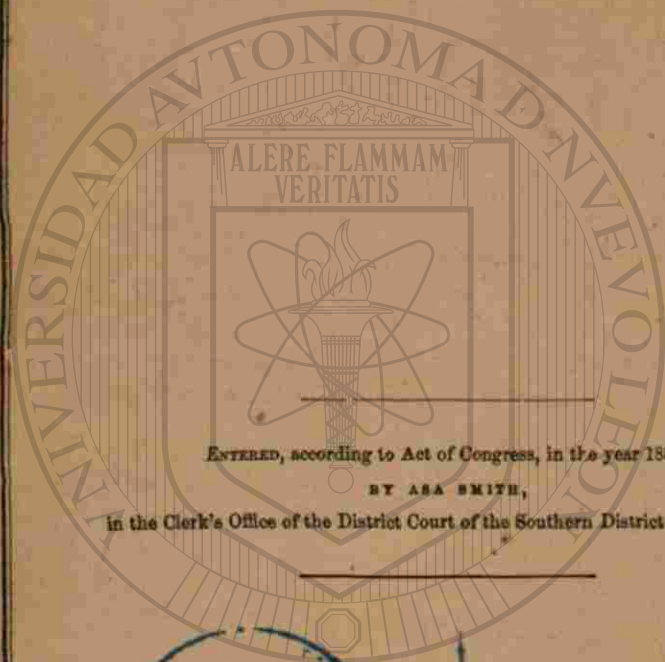 UNIVERSIDAD AVTONOMA D NVEVO LEON
ALERE FLAMMAM
VERITATIS
ENTERED, according to Act of Congress, in the year 18
BY ASA SMITH,
in the Clerk's Office of the District Court of the Southern District